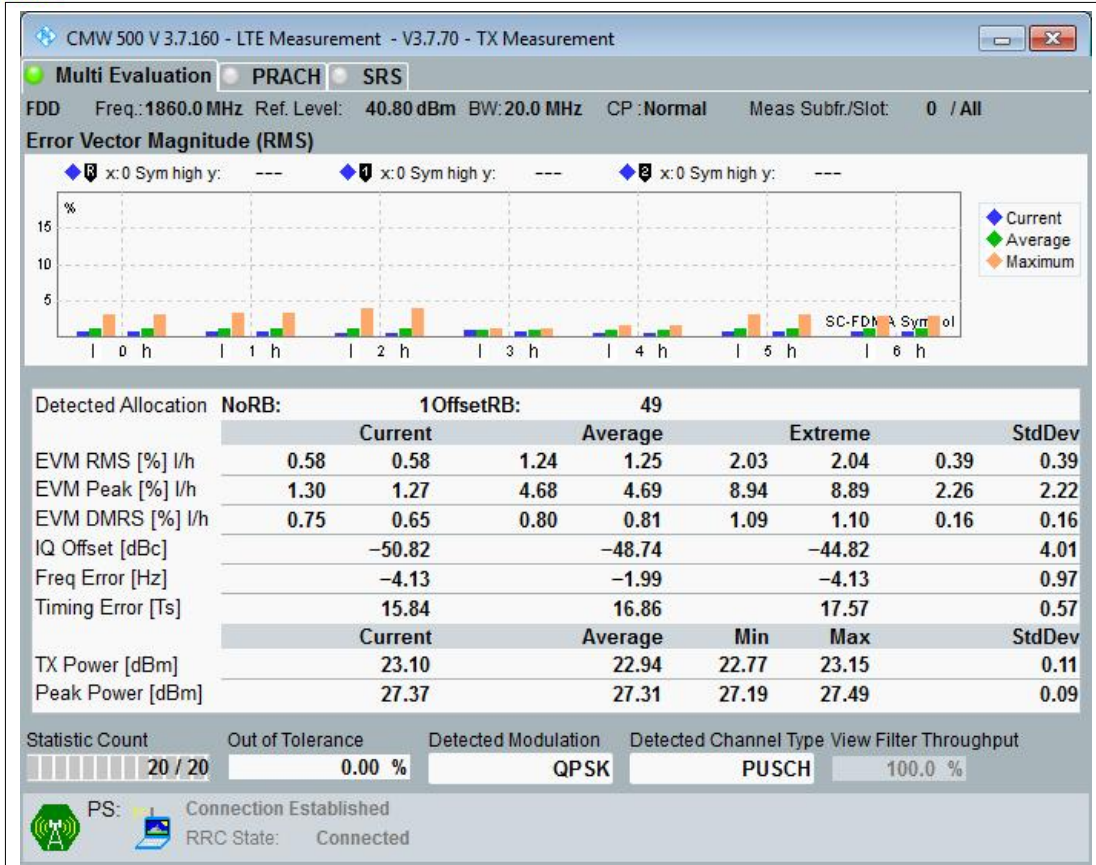 CMW 500 V 3.7.160 - LTE Measurement - V3.7.70 - TX Measurement
Multi Evaluation PRACH SRS
FDD Freq.: 1860.0 MHz Ref. Level: 40.80 dBm BW: 20.0 MHz CP : Normal Meas Subfr./Slot: 0 / All
Error Vector Magnitude (RMS)
R x: 0 Sym high y: --- 1 x: 0 Sym high y: --- 2 x: 0 Sym high y: ---
%
15
10
5
Current
Average
Maximum
SC-FDMA Symbol
l 0 h l 1 h l 2 h l 3 h l 4 h l 5 h l 6 h
Detected Allocation NoRB: 1 OffsetRB: 49
Current Average Extreme StdDev
EVM RMS [%] l/h 0.58 0.58 1.24 1.25 2.03 2.04 0.39 0.39
EVM Peak [%] l/h 1.30 1.27 4.68 4.69 8.94 8.89 2.26 2.22
EVM DMRS [%] l/h 0.75 0.65 0.80 0.81 1.09 1.10 0.16 0.16
IQ Offset [dBc] −50.82 −48.74 −44.82 4.01
Freq Error [Hz] −4.13 −1.99 −4.13 0.97
Timing Error [Ts] 15.84 16.86 17.57 0.57
Current Average Min Max StdDev
TX Power [dBm] 23.10 22.94 22.77 23.15 0.11
Peak Power [dBm] 27.37 27.31 27.19 27.49 0.09
Statistic Count Out of Tolerance Detected Modulation Detected Channel Type View Filter Throughput
20 / 20 0.00 % QPSK PUSCH 100.0 %
PS: Connection Established
RRC State: Connected